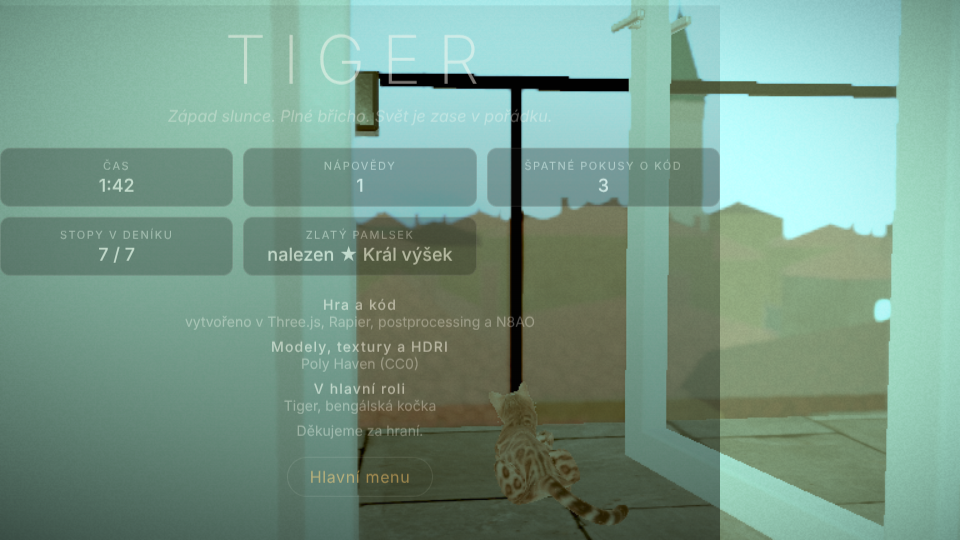 TIGER
Západ slunce. Plné břicho. Svět je zase v pořádku.
ČAS
1:42
NÁPOVĚDY
1
ŠPATNÉ POKUSY O KÓD
3
STOPY V DENÍKU
7 / 7
ZLATÝ PAMLSEK
nalezen ★ Král výšek
Hra a kód
vytvořeno v Three.js, Rapier, postprocessing a N8AO
Modely, textury a HDRI
Poly Haven (CC0)
V hlavní roli
Tiger, bengálská kočka
Děkujeme za hraní.
Hlavní menu